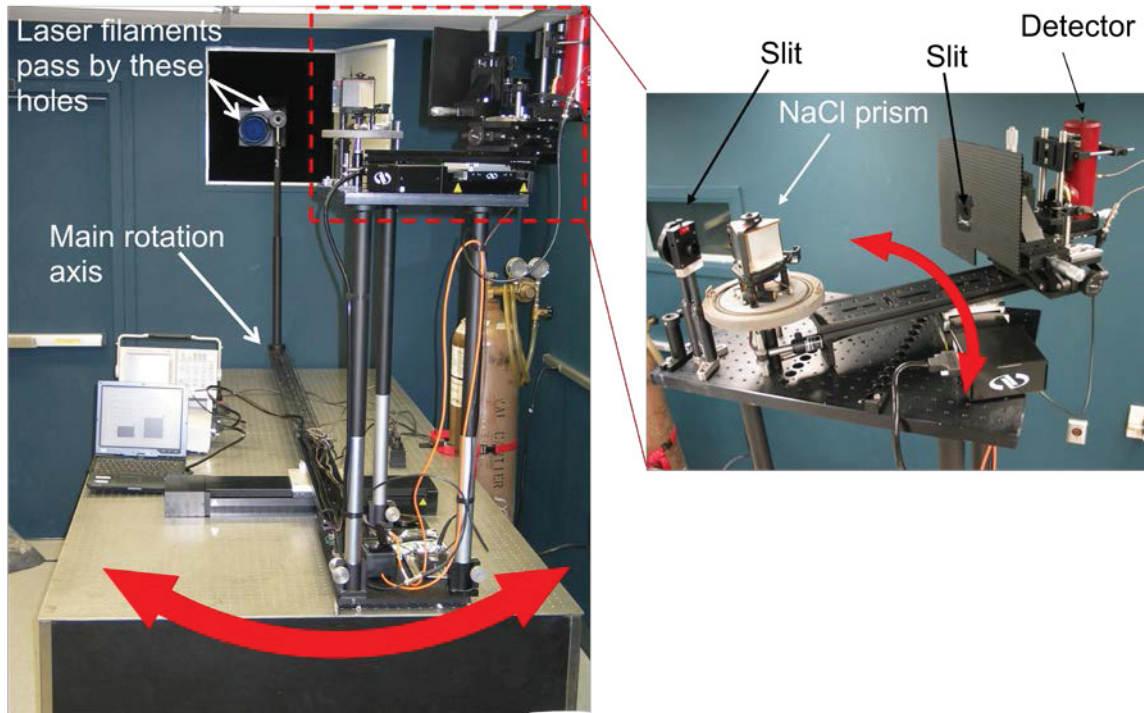 Laser filaments
pass by these
holes
Main rotation
axis
Slit
Slit
Detector
NaCl prism